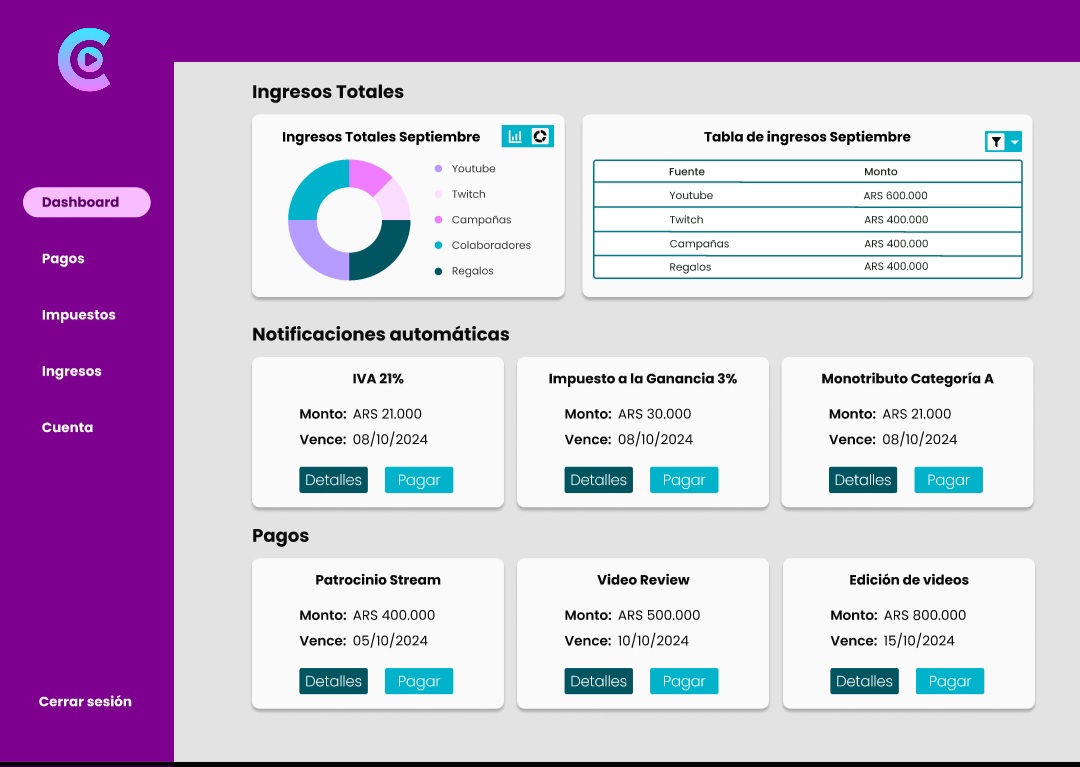 Ingresos Totales
Ingresos Totales Septiembre
Youtube
Twitch
Campañas
Colaboradores
Regalos
Tabla de ingresos Septiembre
Fuente Monto
Youtube ARS 600.000
Twitch ARS 400.000
Campañas ARS 400.000
Regalos ARS 400.000
Dashboard
Pagos
Impuestos
Ingresos
Cuenta
Cerrar sesión
Notificaciones automáticas
IVA 21%
Monto: ARS 21.000
Vence: 08/10/2024
Detalles Pagar
Impuesto a la Ganancia 3%
Monto: ARS 30.000
Vence: 08/10/2024
Detalles Pagar
Monotributo Categoría A
Monto: ARS 21.000
Vence: 08/10/2024
Detalles Pagar
Pagos
Patrocinio Stream
Monto: ARS 400.000
Vence: 05/10/2024
Detalles Pagar
Video Review
Monto: ARS 500.000
Vence: 10/10/2024
Detalles Pagar
Edición de videos
Monto: ARS 800.000
Vence: 15/10/2024
Detalles Pagar